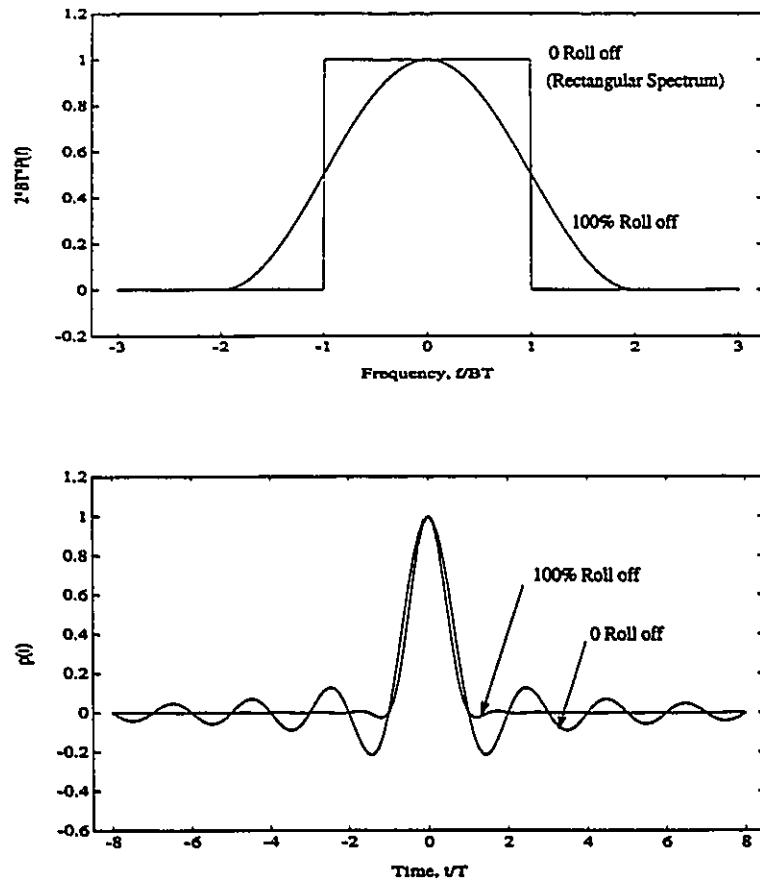 1.2
1
0.8
0.6
0.4
0.2
0
-0.2
2*BT*P(f)
0 Roll off
(Rectangular Spectrum)
100% Roll off
-3 -2 -1 0 1 2 3
Frequency, f/BT
1.2
1
0.8
0.6
0.4
0.2
0
-0.2
-0.4
-0.6
p(t)
100% Roll off
0 Roll off
-8 -6 -4 -2 0 2 4 6 8
Time, t/T